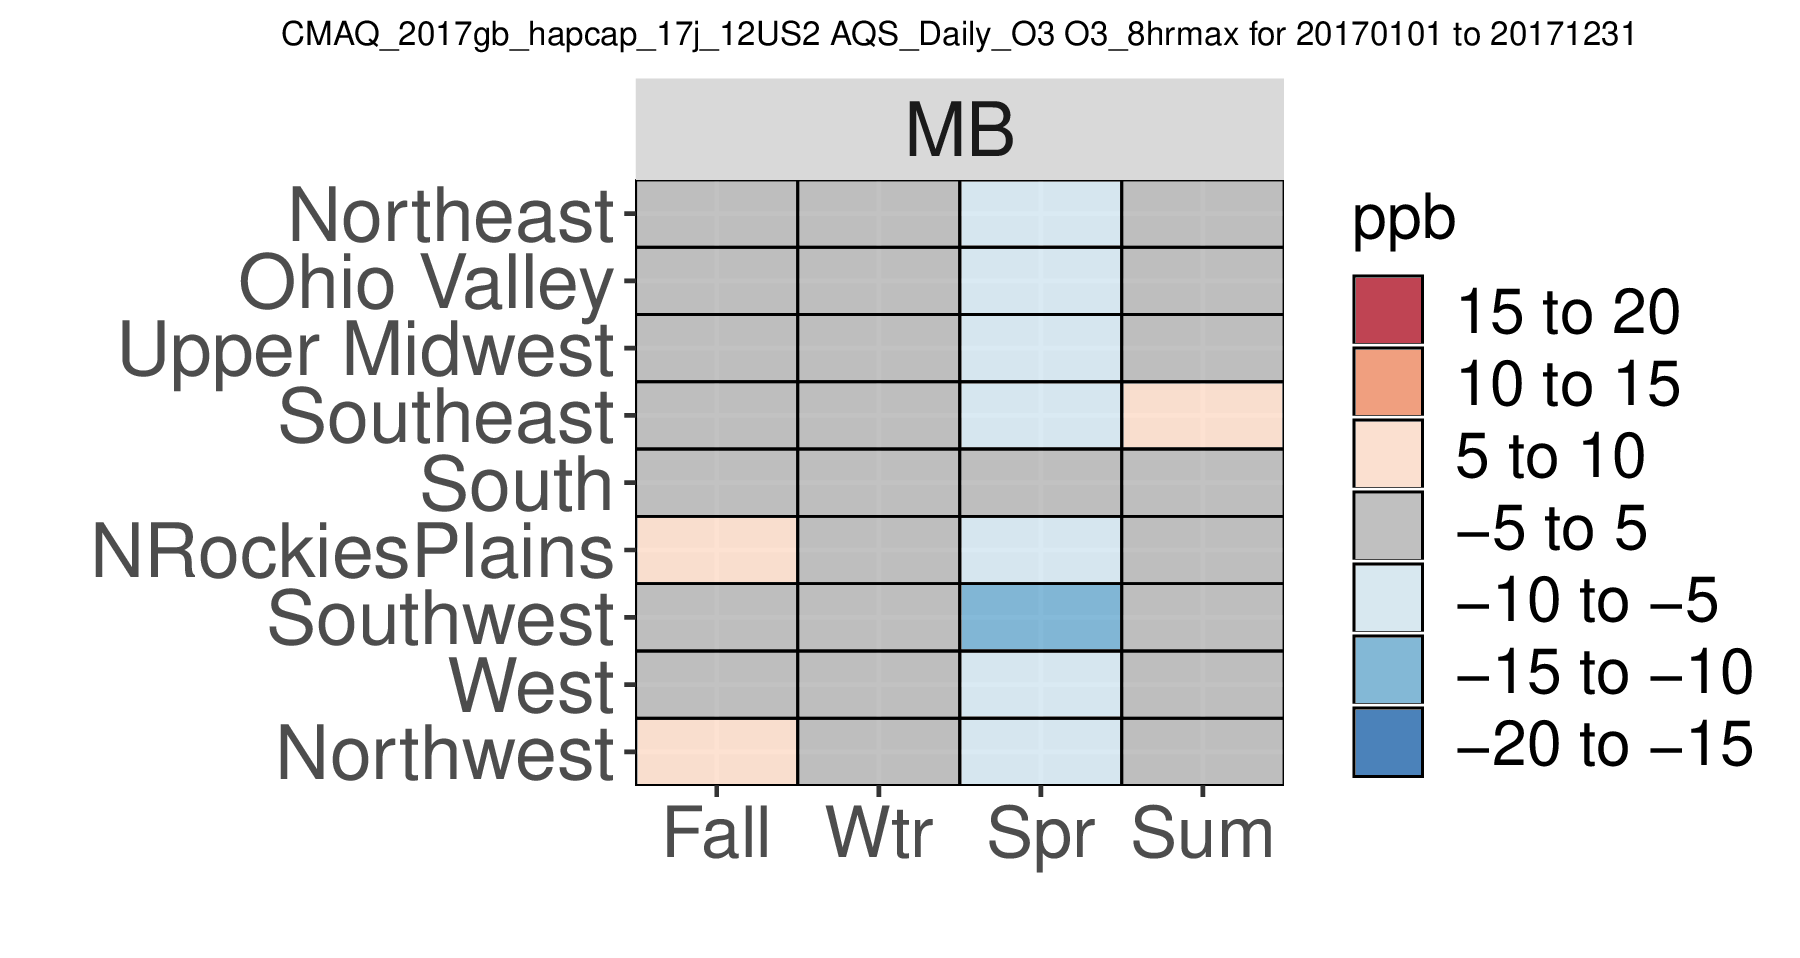 CMAQ_2017gb_hapcap_17j_12US2 AQS_Daily_O3 O3_8hrmax for 20170101 to 20171231
MB
Northeast
Ohio Valley
Upper Midwest
Southeast
South
NRockiesPlains
Southwest
West
Northwest
Fall Wtr Spr Sum
ppb
15 to 20
10 to 15
5 to 10
−5 to 5
−10 to −5
−15 to −10
−20 to −15